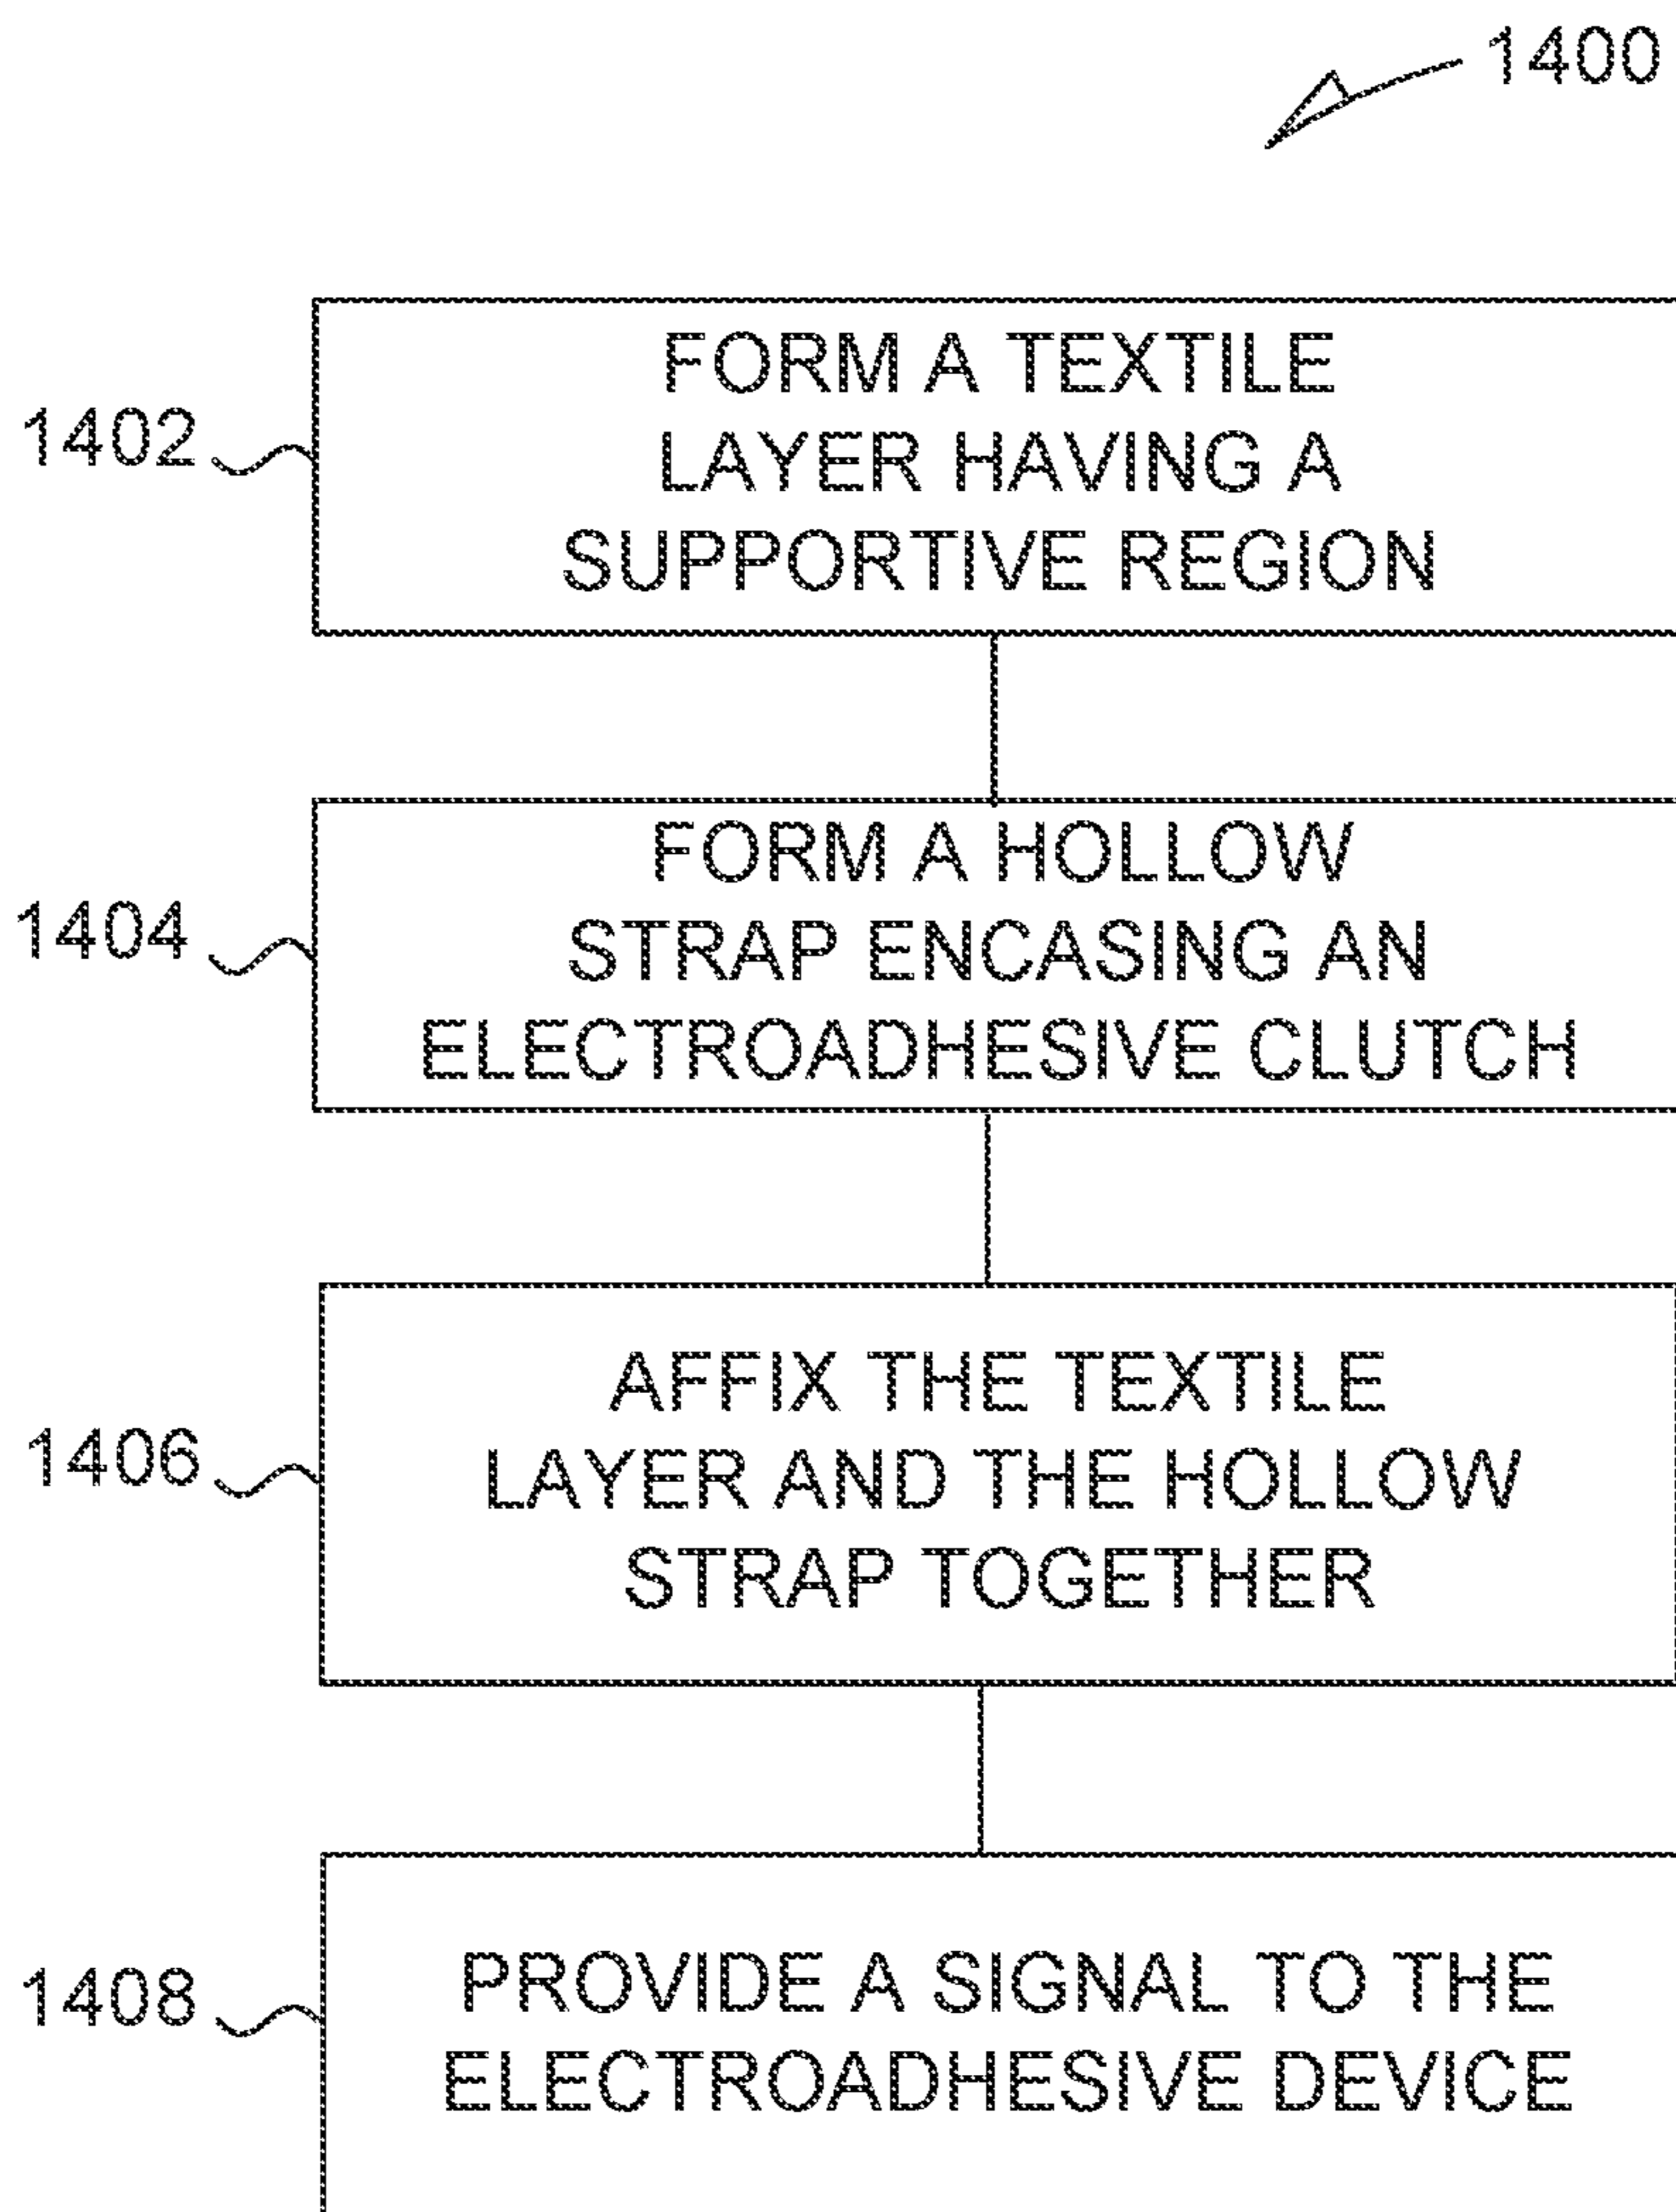 1400
1402
FORM A TEXTILE
LAYER HAVING A
SUPPORTIVE REGION
1404
FORM A HOLLOW
STRAP ENCASING AN
ELECTROADHESIVE CLUTCH
1406
AFFIX THE TEXTILE
LAYER AND THE HOLLOW
STRAP TOGETHER
1408
PROVIDE A SIGNAL TO THE
ELECTROADHESIVE DEVICE